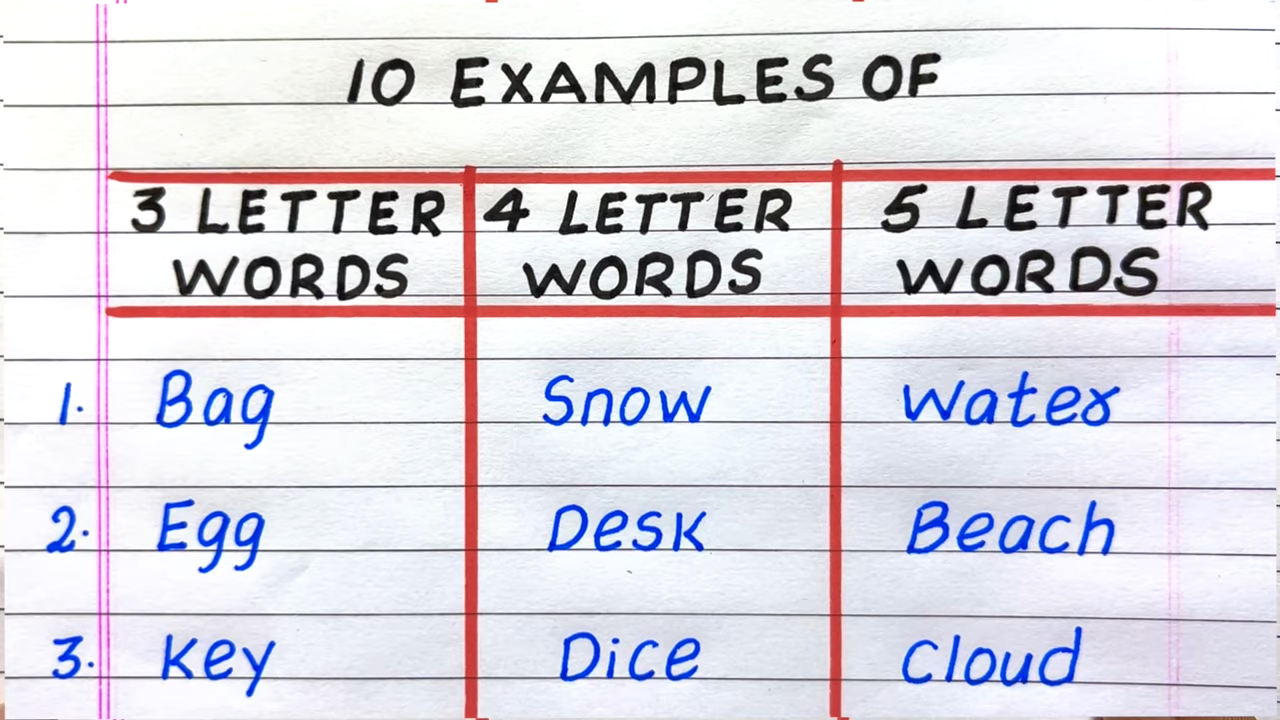 10 EXAMPLES OF
3 LETTER WORDS 4 LETTER WORDS 5 LETTER WORDS
1. Bag Snow Water
2. Egg Desk Beach
3. Key Dice Cloud